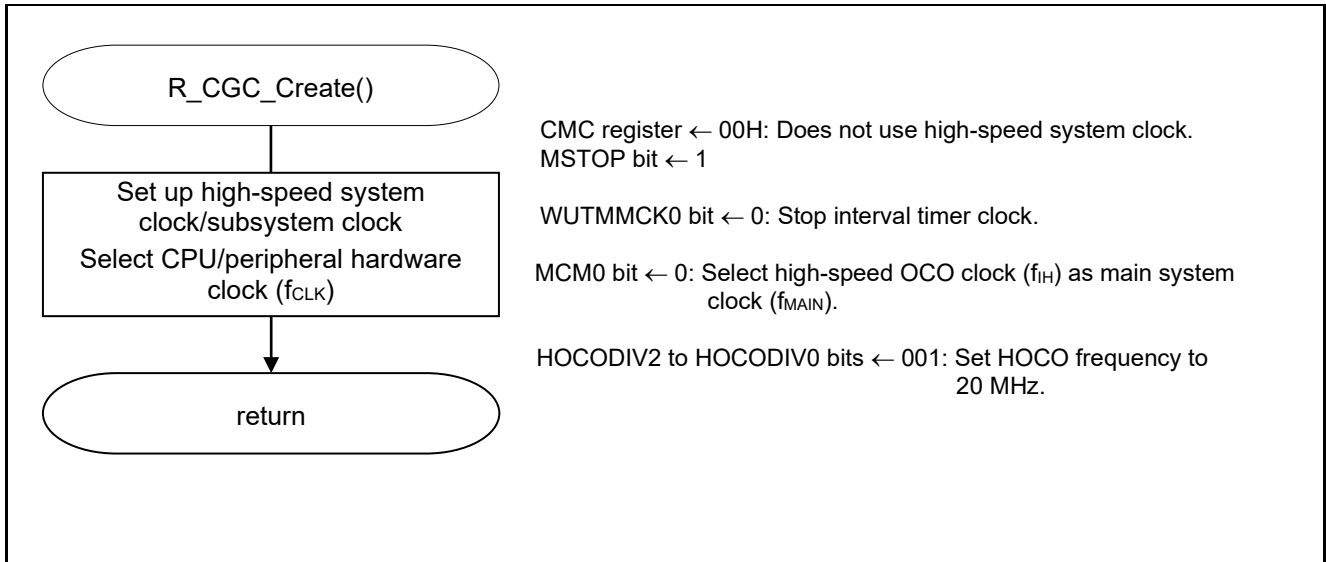 R_CGC_Create()
Set up high-speed system
clock/subsystem clock
Select CPU/peripheral hardware
clock (fCLK)
return
CMC register ← 00H: Does not use high-speed system clock.
MSTOP bit ← 1
WUTMMCK0 bit ← 0: Stop interval timer clock.
MCM0 bit ← 0: Select high-speed OCO clock (fIH) as main system
clock (fMAIN).
HOCODIV2 to HOCODIV0 bits ← 001: Set HOCO frequency to
20 MHz.